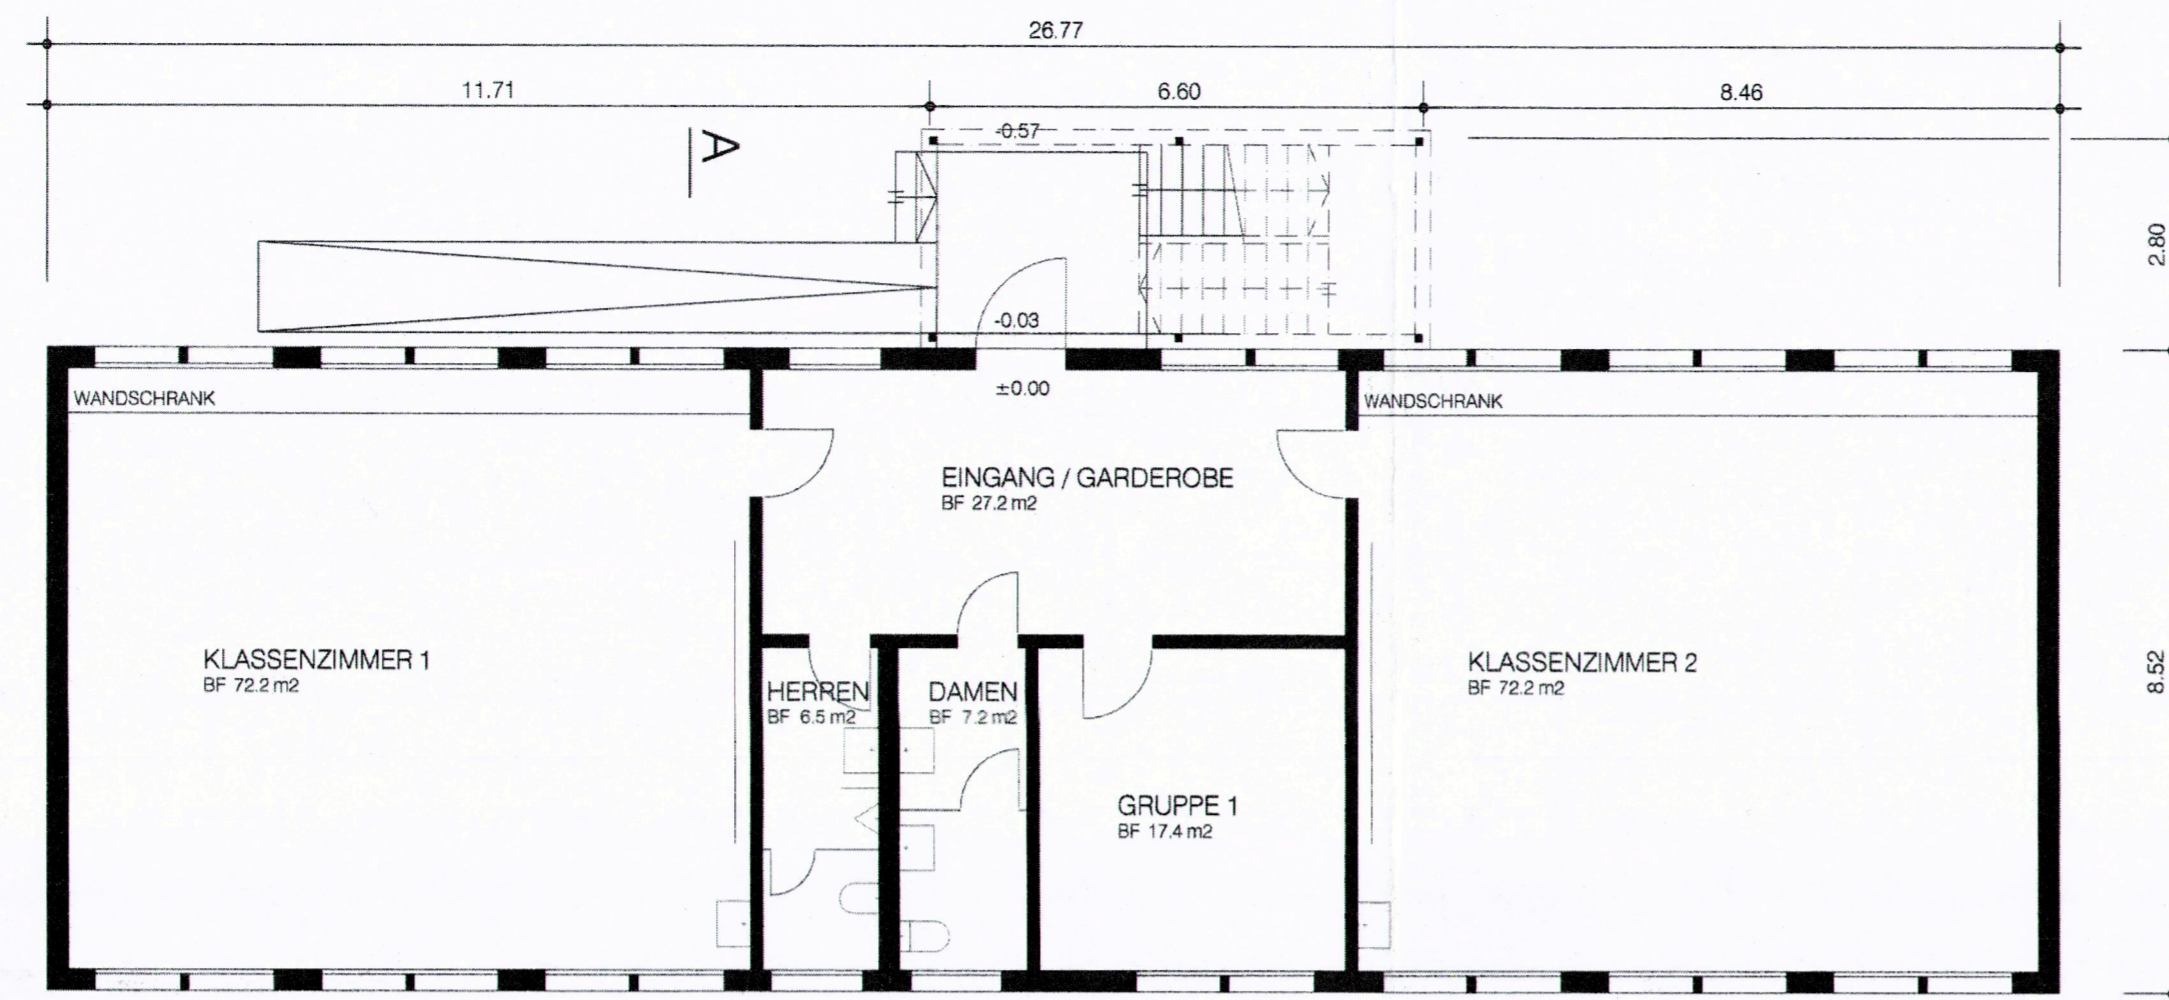 26.77
11.71
6.60
8.46
A
-0.57
2.80
-0.03
±0.00
WANDSCHRANK
WANDSCHRANK
EINGANG / GARDEROBE
BF 27.2 m2
KLASSENZIMMER 1
BF 72.2 m2
KLASSENZIMMER 2
BF 72.2 m2
8.52
HERREN
BF 6.5 m2
DAMEN
BF 7.2 m2
GRUPPE 1
BF 17.4 m2